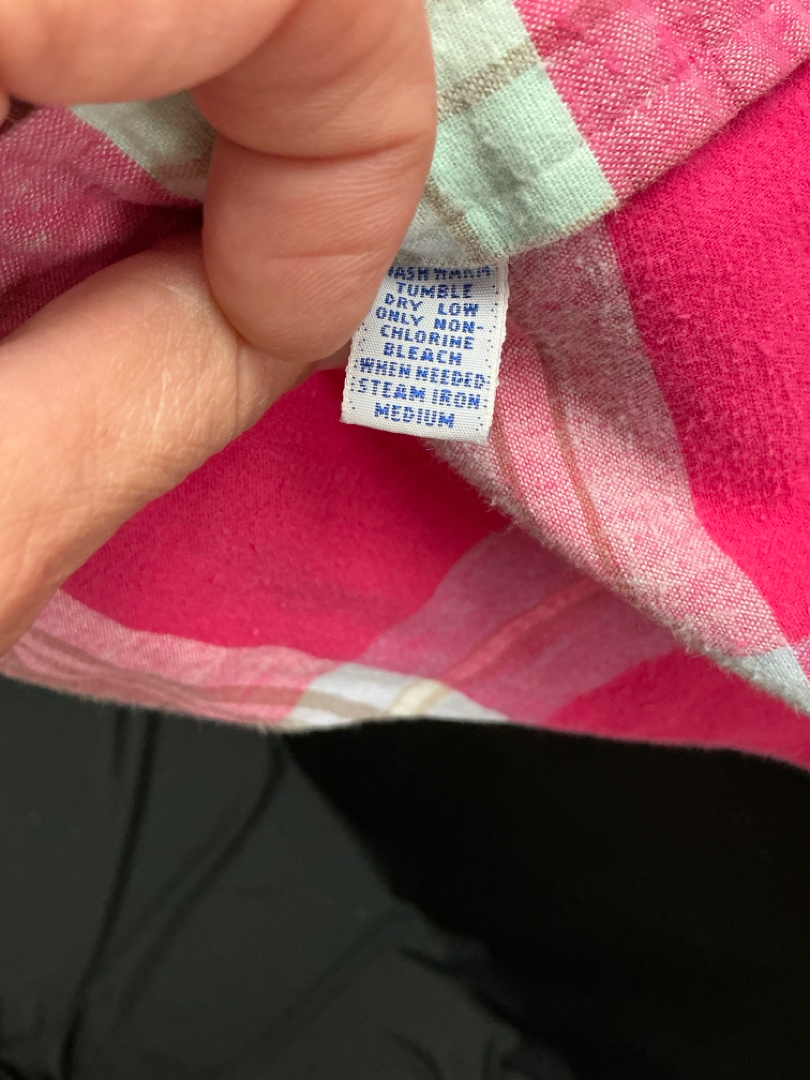 WASH WARM
TUMBLE
DRY LOW
ONLY NON-
CHLORINE
BLEACH
WHEN NEEDED
STEAM IRON
MEDIUM